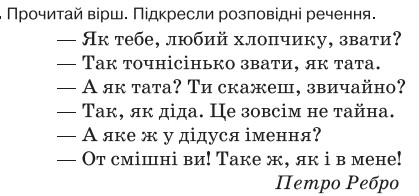 . Прочитай вірш. Підкресли розповідні речення.
— Як тебе, любий хлопчику, звати?
— Так точнісінько звати, як тата.
— А як тата? Ти скажеш, звичайно?
— Так, як діда. Це зовсім не тайна.
— А яке ж у дідуся імення?
— От смішні ви! Таке ж, як і в мене!
Петро Ребро